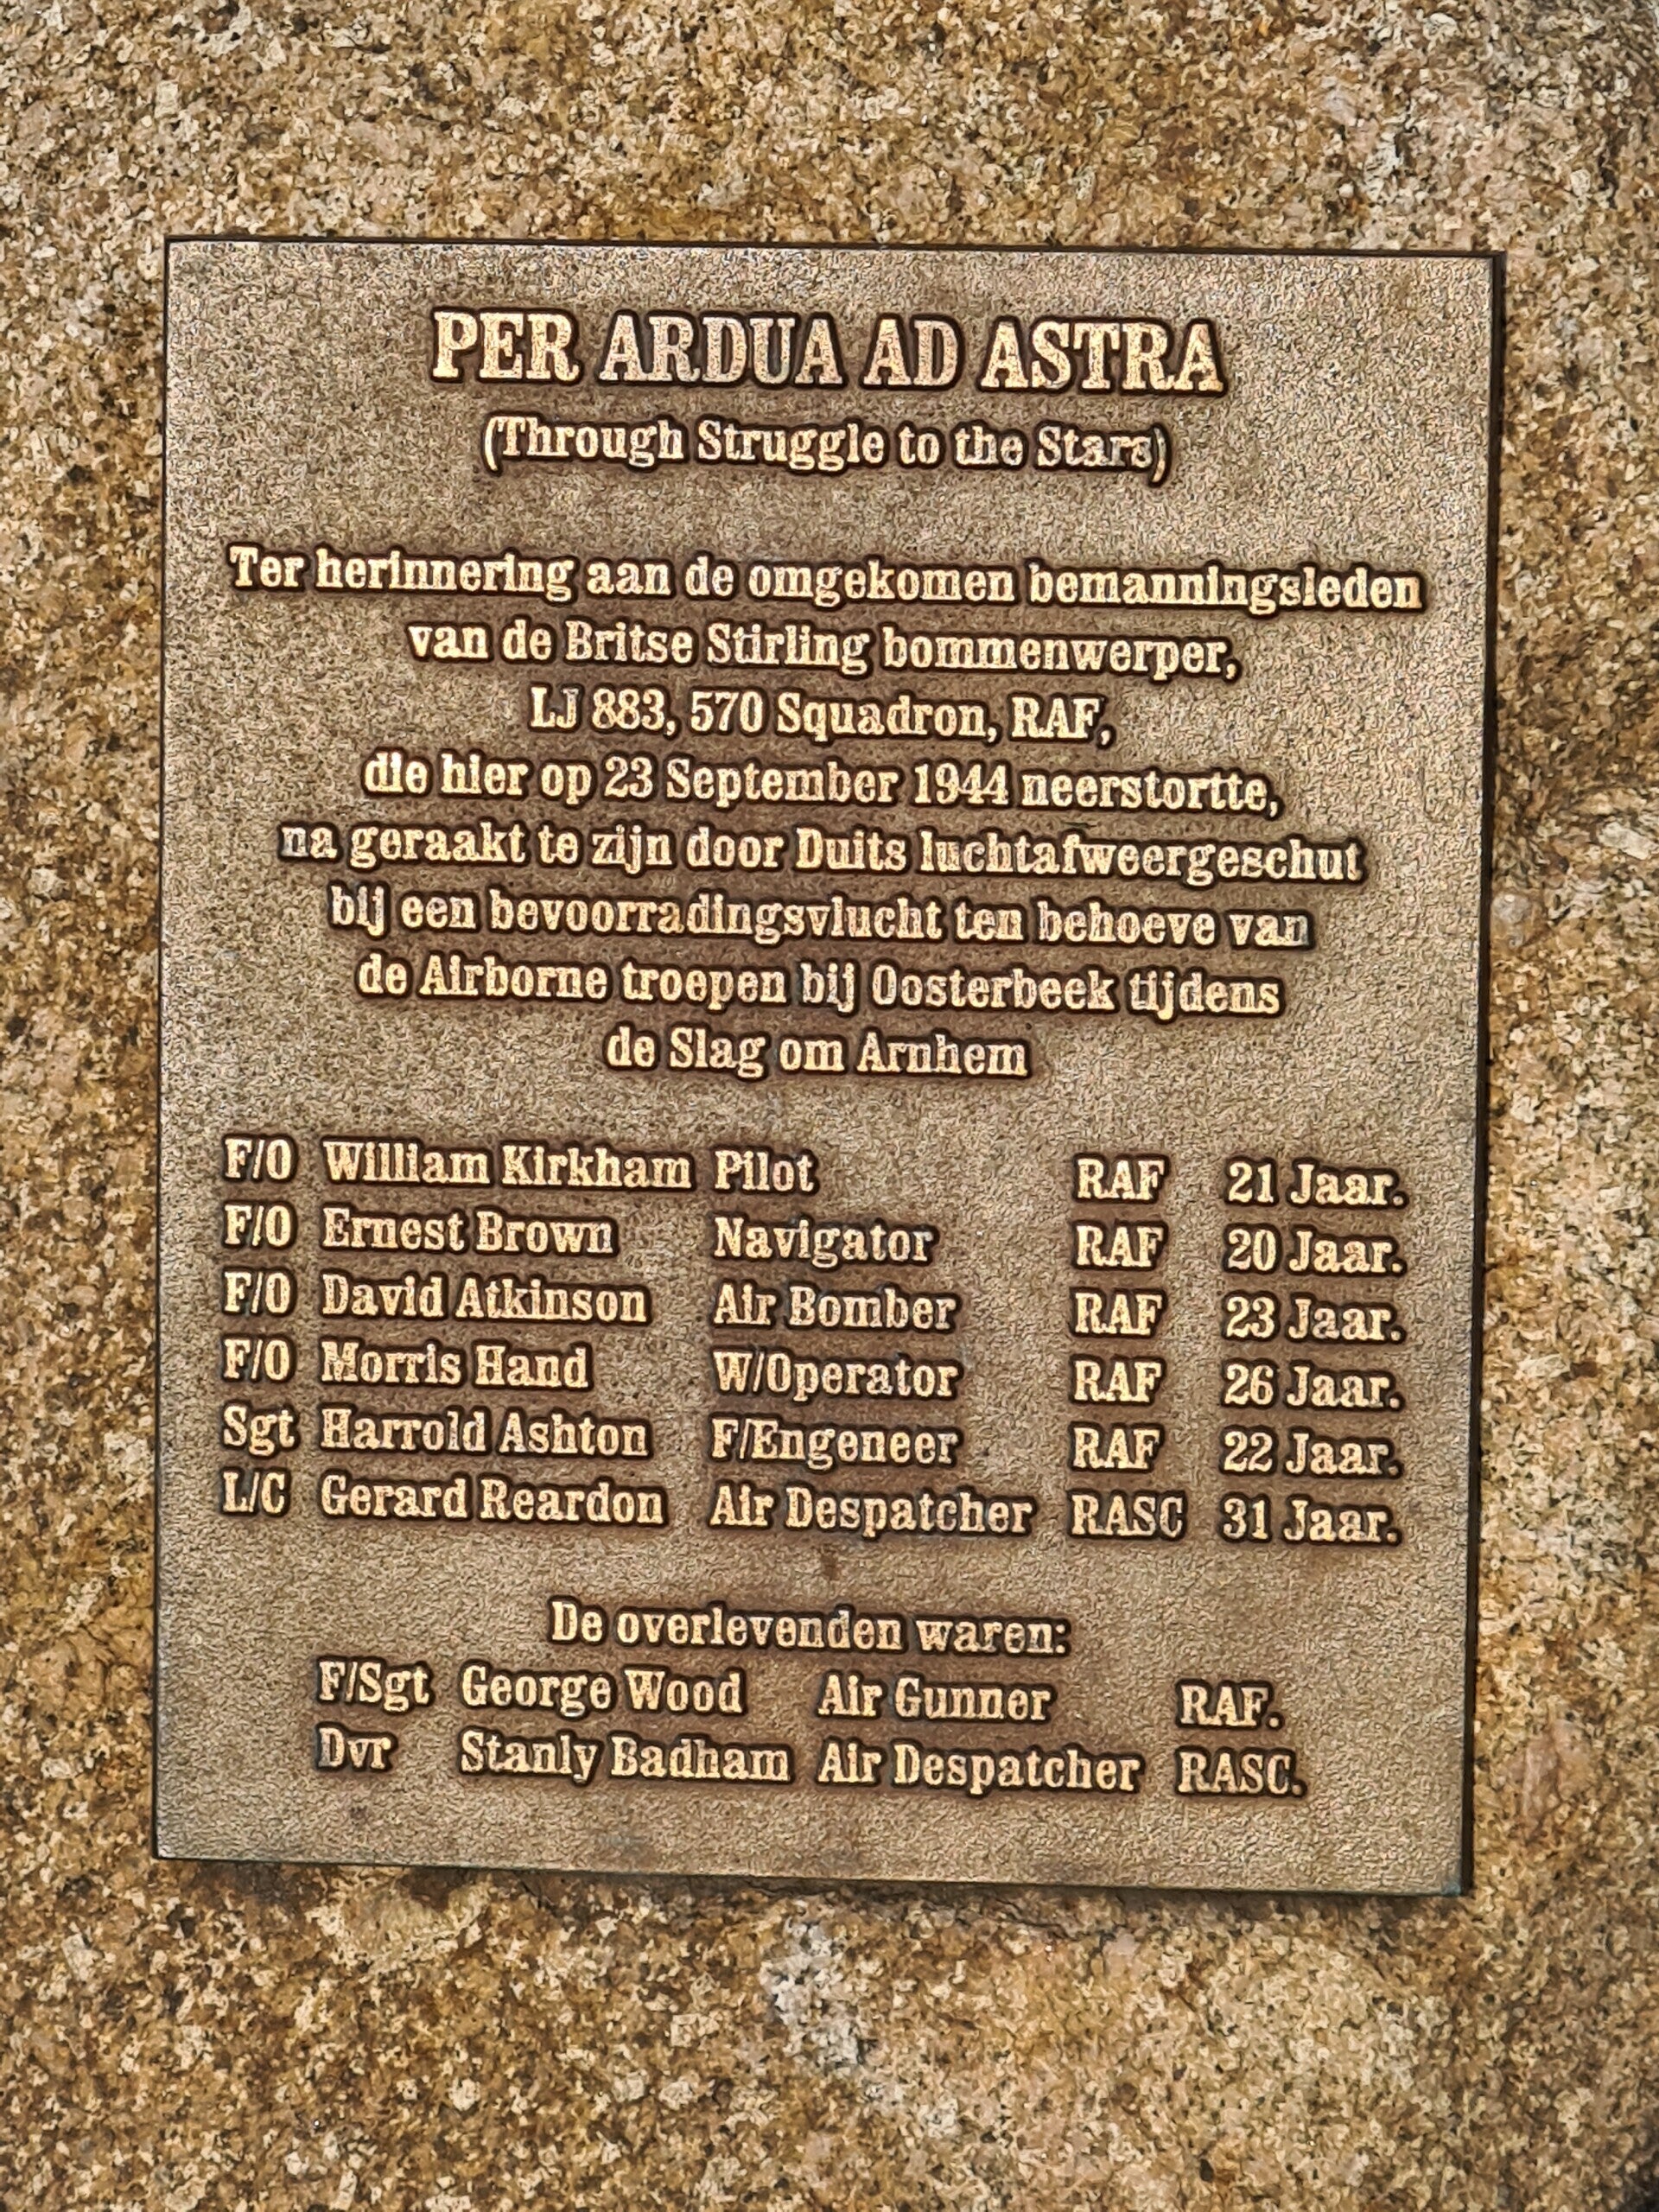 PER ARDUA AD ASTRA
(Through Struggle to the Stars)
Ter herinnering aan de omgekomen bemanningsleden
van de Britse Stirling bommenwerper,
LJ 883, 570 Squadron, RAF,
die hier op 23 September 1944 neerstortte,
na geraakt te zijn door Duits luchtafweergeschut
bij een bevoorradingsvlucht ten behoeve van
de Airborne troepen bij Oosterbeek tijdens
de Slag om Arnhem
F/O William Kirkham Pilot RAF 21 Jaar.
F/O Ernest Brown Navigator RAF 20 Jaar.
F/O David Atkinson Air Bomber RAF 23 Jaar.
F/O Morris Hand W/Operator RAF 26 Jaar.
Sgt Harrold Ashton F/Engeneer RAF 22 Jaar.
L/C Gerard Reardon Air Despatcher RASC 31 Jaar.
De overlevenden waren:
F/Sgt George Wood Air Gunner RAF.
Dvr Stanly Badham Air Despatcher RASC.